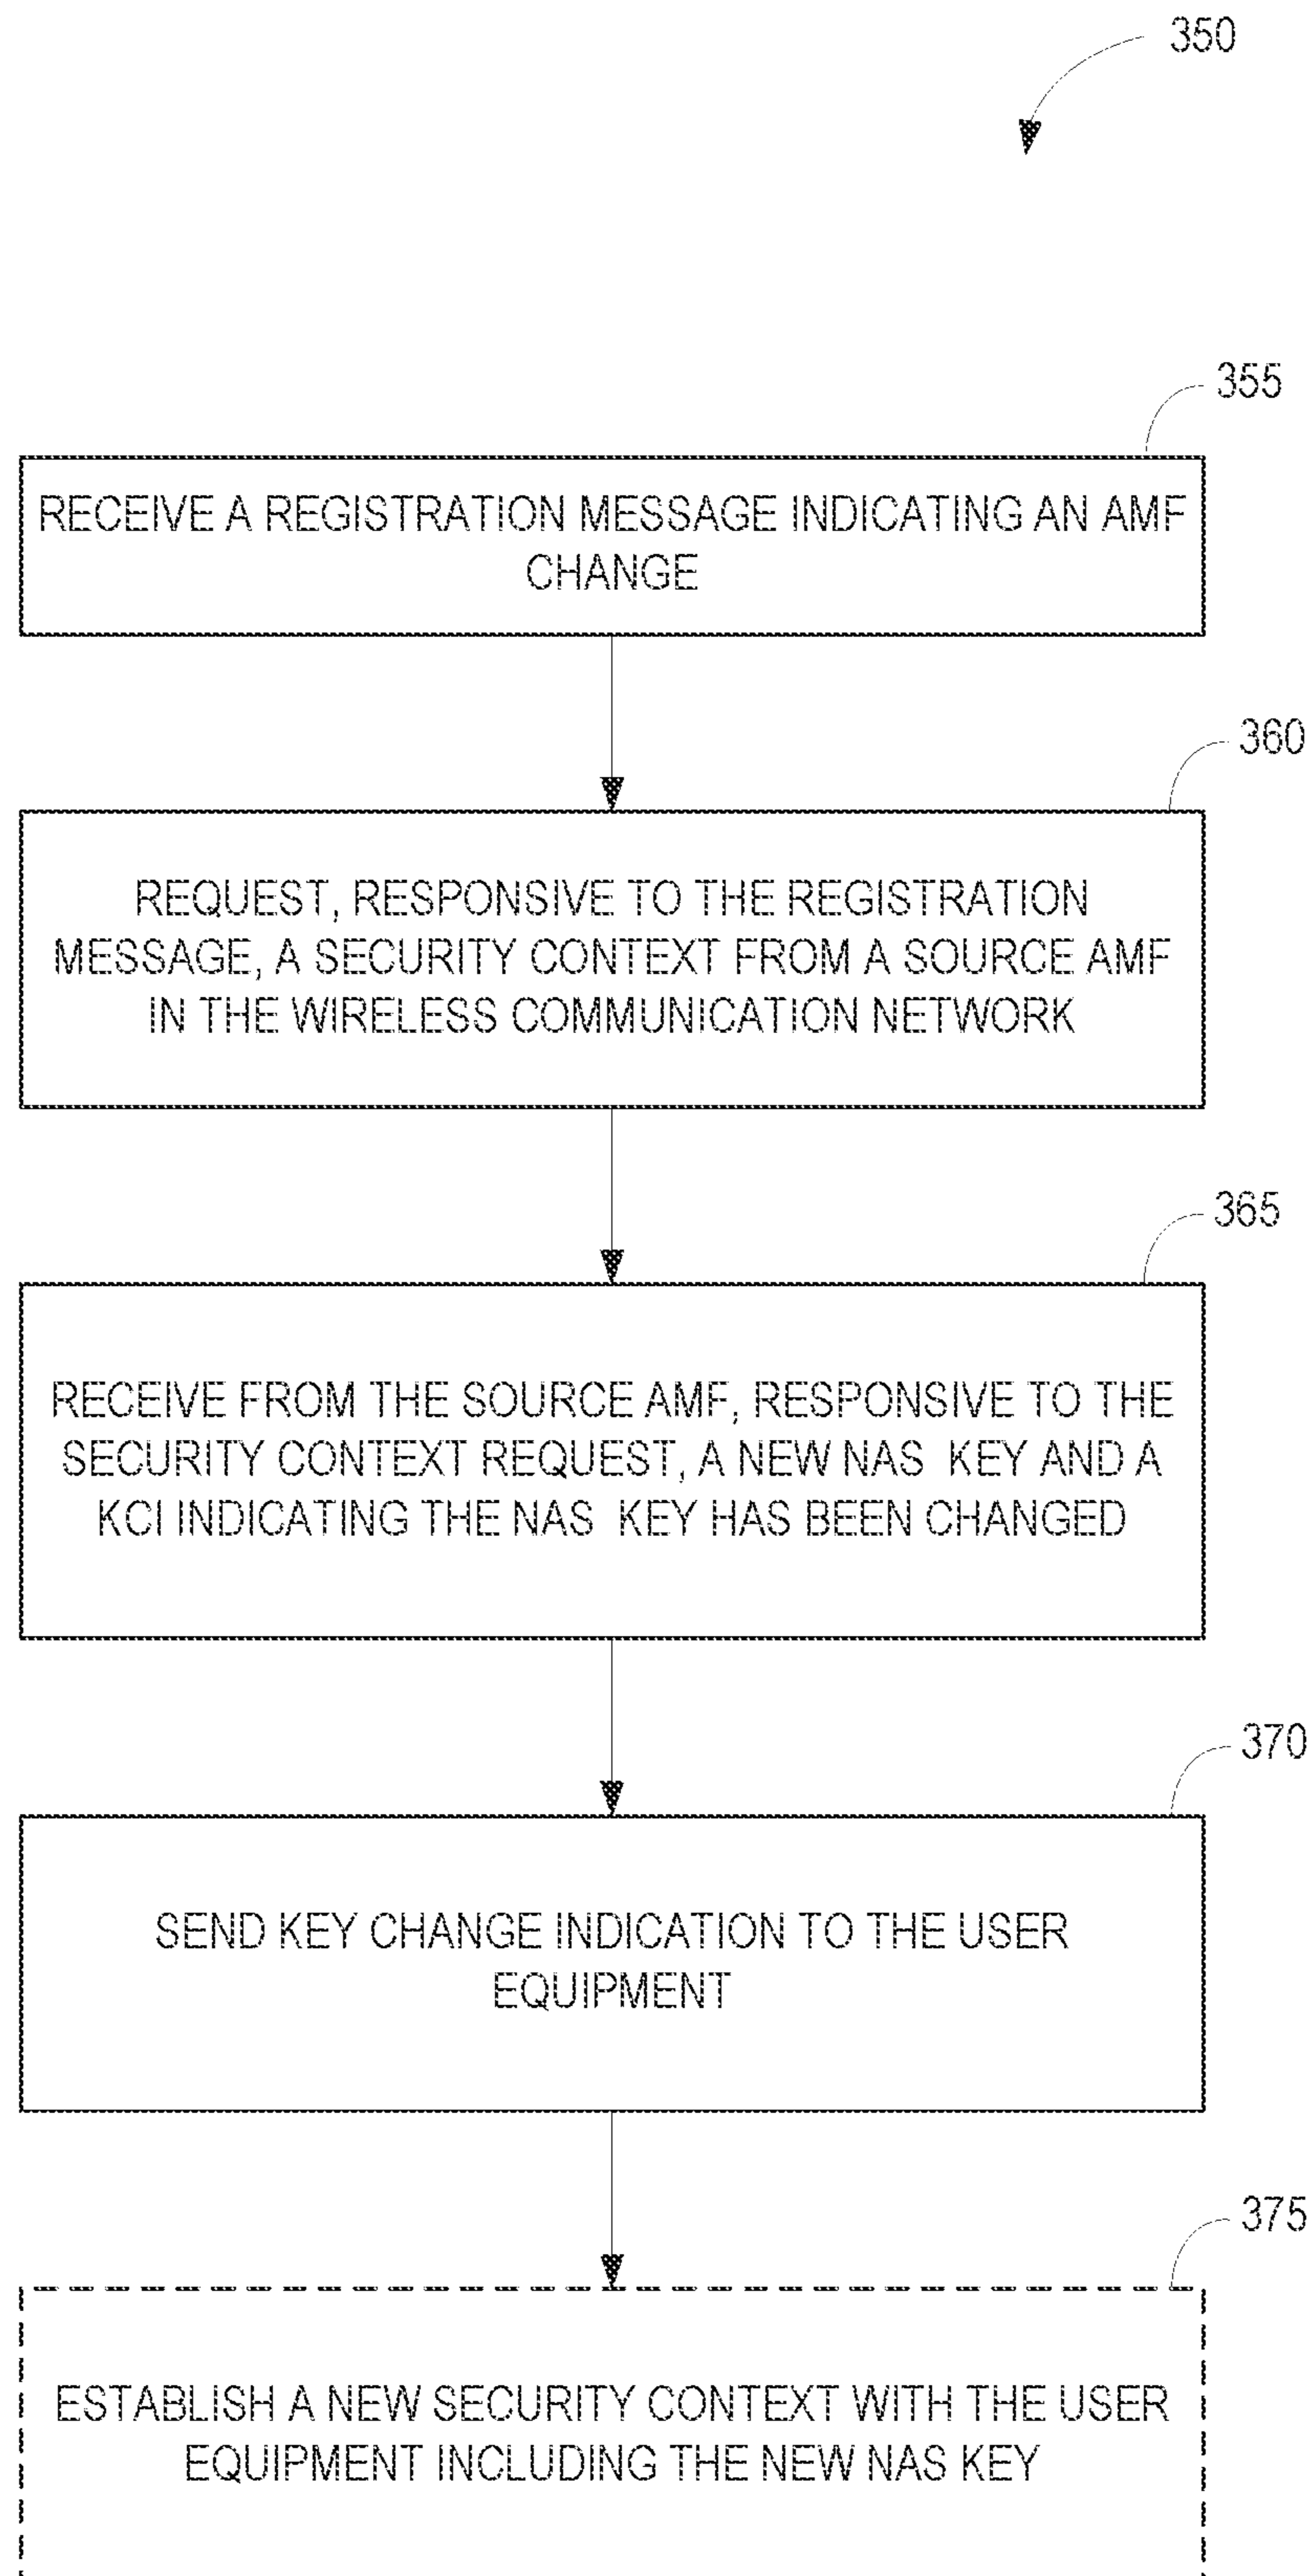 350
355
RECEIVE A REGISTRATION MESSAGE INDICATING AN AMF
CHANGE
360
REQUEST, RESPONSIVE TO THE REGISTRATION
MESSAGE, A SECURITY CONTEXT FROM A SOURCE AMF
IN THE WIRELESS COMMUNICATION NETWORK
365
RECEIVE FROM THE SOURCE AMF, RESPONSIVE TO THE
SECURITY CONTEXT REQUEST, A NEW NAS KEY AND A
KCI INDICATING THE NAS KEY HAS BEEN CHANGED
370
SEND KEY CHANGE INDICATION TO THE USER
EQUIPMENT
375
ESTABLISH A NEW SECURITY CONTEXT WITH THE USER
EQUIPMENT INCLUDING THE NEW NAS KEY